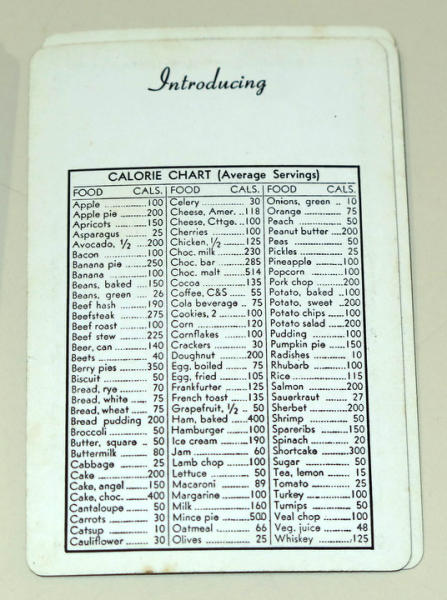 Introducing
CALORIE CHART (Average Servings)
FOOD CALS.
Apple 100
Apple pie 200
Apricots 150
Asparagus 25
Avocado, ½ 200
Bacon 100
Banana pie 250
Banana 100
Beans, baked 150
Beans, green 26
Beef hash 190
Beefsteak 275
Beef roast 100
Beef stew 225
Beer, can 140
Beets 40
Berry pies 350
Biscuit 50
Bread, rye 70
Bread, white 75
Bread, wheat 75
Bread pudding 200
Broccoli 50
Butter, square 50
Buttermilk 80
Cabbage 25
Cake 200
Cake, angel 150
Cake, choc. 400
Cantaloupe 50
Carrots 30
Catsup 10
Cauliflower 30
FOOD CALS.
Celery 30
Cheese, Amer. 118
Cheese, Cttge. 100
Cherries 100
Chicken, ½ 125
Choc. milk 230
Choc. bar 285
Choc. malt 514
Cocoa 135
Coffee, C&S 55
Cola beverage 75
Cookies, 2 100
Corn 120
Cornflakes 100
Crackers 30
Doughnut 200
Egg, boiled 75
Egg, fried 105
Frankfurter 125
French toast 135
Grapefruit, ½ 50
Ham, baked 400
Hamburger 100
Ice cream 190
Jam 60
Lamb chop 100
Lettuce 50
Macaroni 89
Margarine 100
Milk 160
Mince pie 500
Oatmeal 66
Olives 25
FOOD CALS.
Onions, green 10
Orange 75
Peach 50
Peanut butter 200
Peas 50
Pickles 25
Pineapple 100
Popcorn 100
Pork chop 200
Potato, baked 100
Potato, sweet 200
Potato chips 100
Potato salad 200
Pudding 100
Pumpkin pie 150
Radishes 10
Rhubarb 100
Rice 115
Salmon 200
Sauerkraut 27
Sherbet 200
Shrimp 50
Spareribs 150
Spinach 20
Shortcake 300
Sugar 50
Tea, lemon 15
Tomato 25
Turkey 100
Turnips 50
Veal chop 100
Veg. juice 48
Whiskey 125